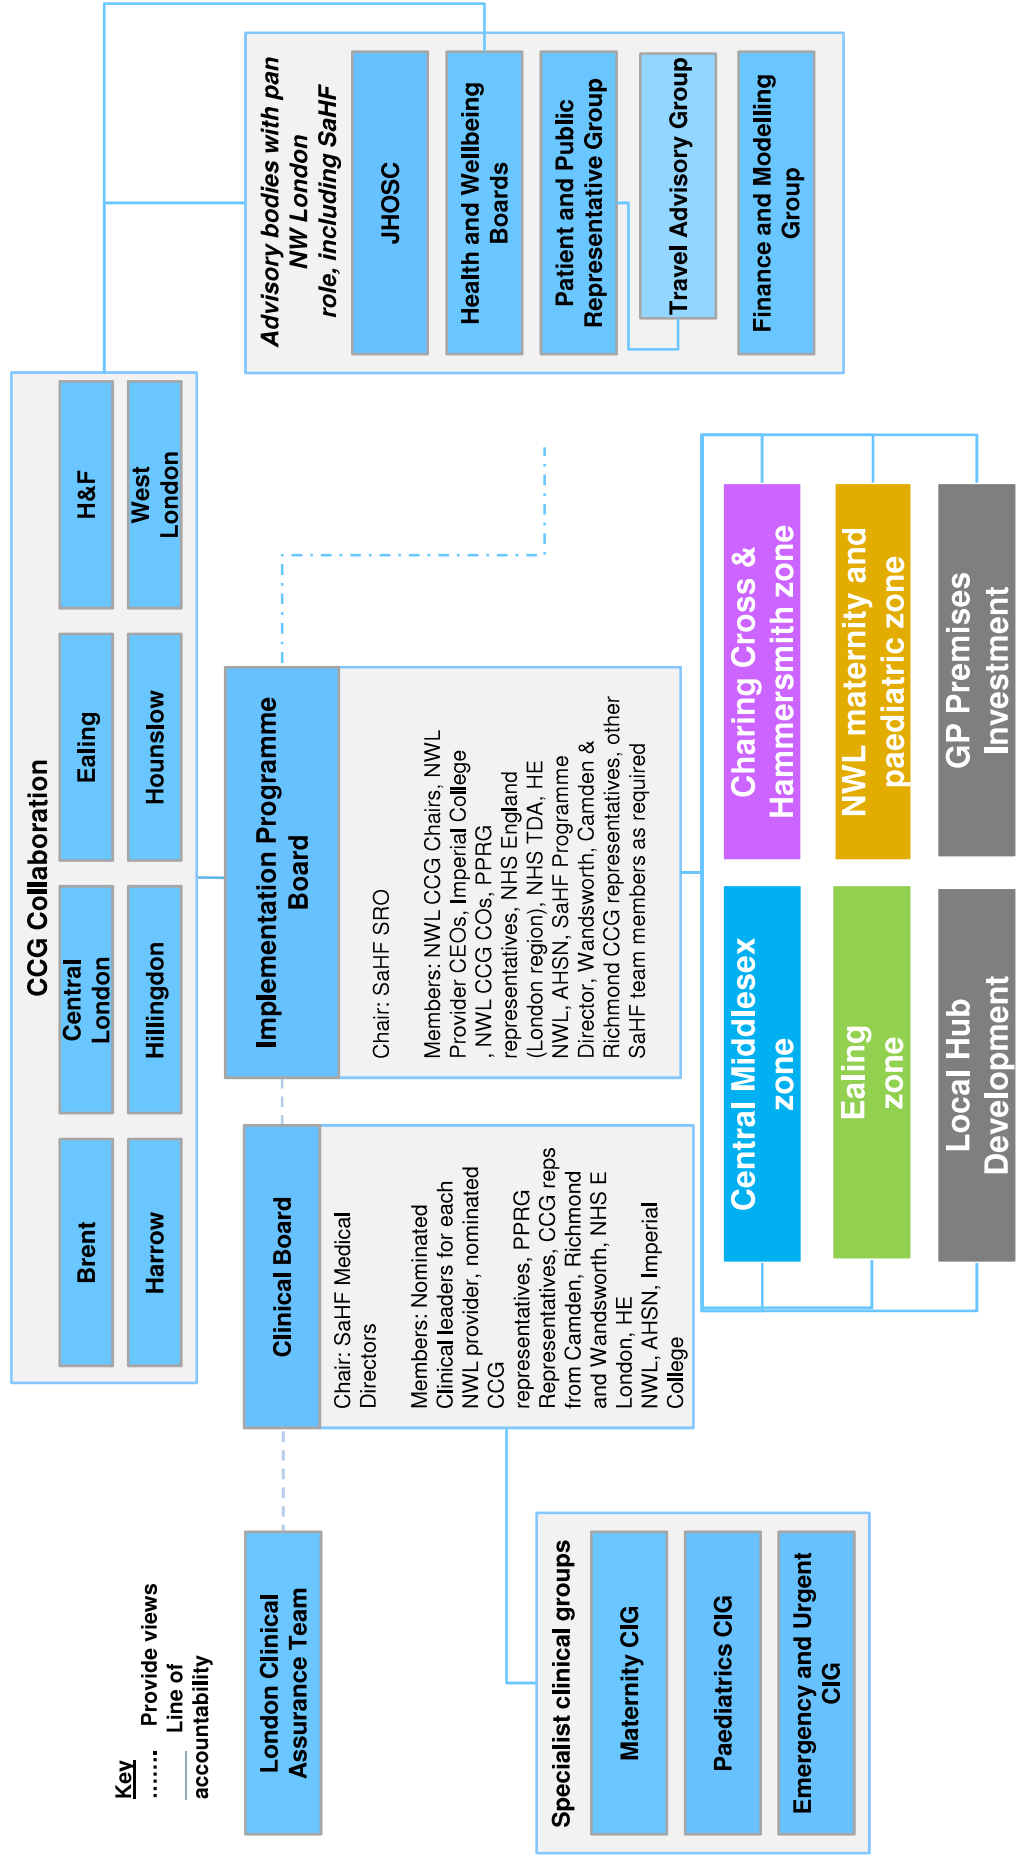 Key
....... Provide views
Line of
accountability
CCG Collaboration
Brent
Central
London
Ealing
H&F
Harrow
Hillingdon
Hounslow
West
London
London Clinical
Assurance Team
Clinical Board
Chair: SaHF Medical
Directors
Members: Nominated
Clinical leaders for each
NWL provider, nominated
CCG
representatives, PPRG
Representatives, CCG reps
from Camden, Richmond
and Wandsworth, NHS E
London, HE
NWL, AHSN, Imperial
College
Implementation Programme
Board
Chair: SaHF SRO
Members: NWL CCG Chairs, NWL
Provider CEOs, Imperial College
, NWL CCG COs, PPRG
representatives, NHS England
(London region), NHS TDA, HE
NWL, AHSN, SaHF Programme
Director, Wandsworth, Camden &
Richmond CCG representatives, other
SaHF team members as required
Advisory bodies with pan
NW London
role, including SaHF
JHOSC
Health and Wellbeing
Boards
Patient and Public
Representative Group
Travel Advisory Group
Finance and Modelling
Group
Specialist clinical groups
Maternity CIG
Paediatrics CIG
Emergency and Urgent
CIG
Central Middlesex
zone
Charing Cross &
Hammersmith zone
Ealing
zone
NWL maternity and
paediatric zone
Local Hub
Development
GP Premises
Investment